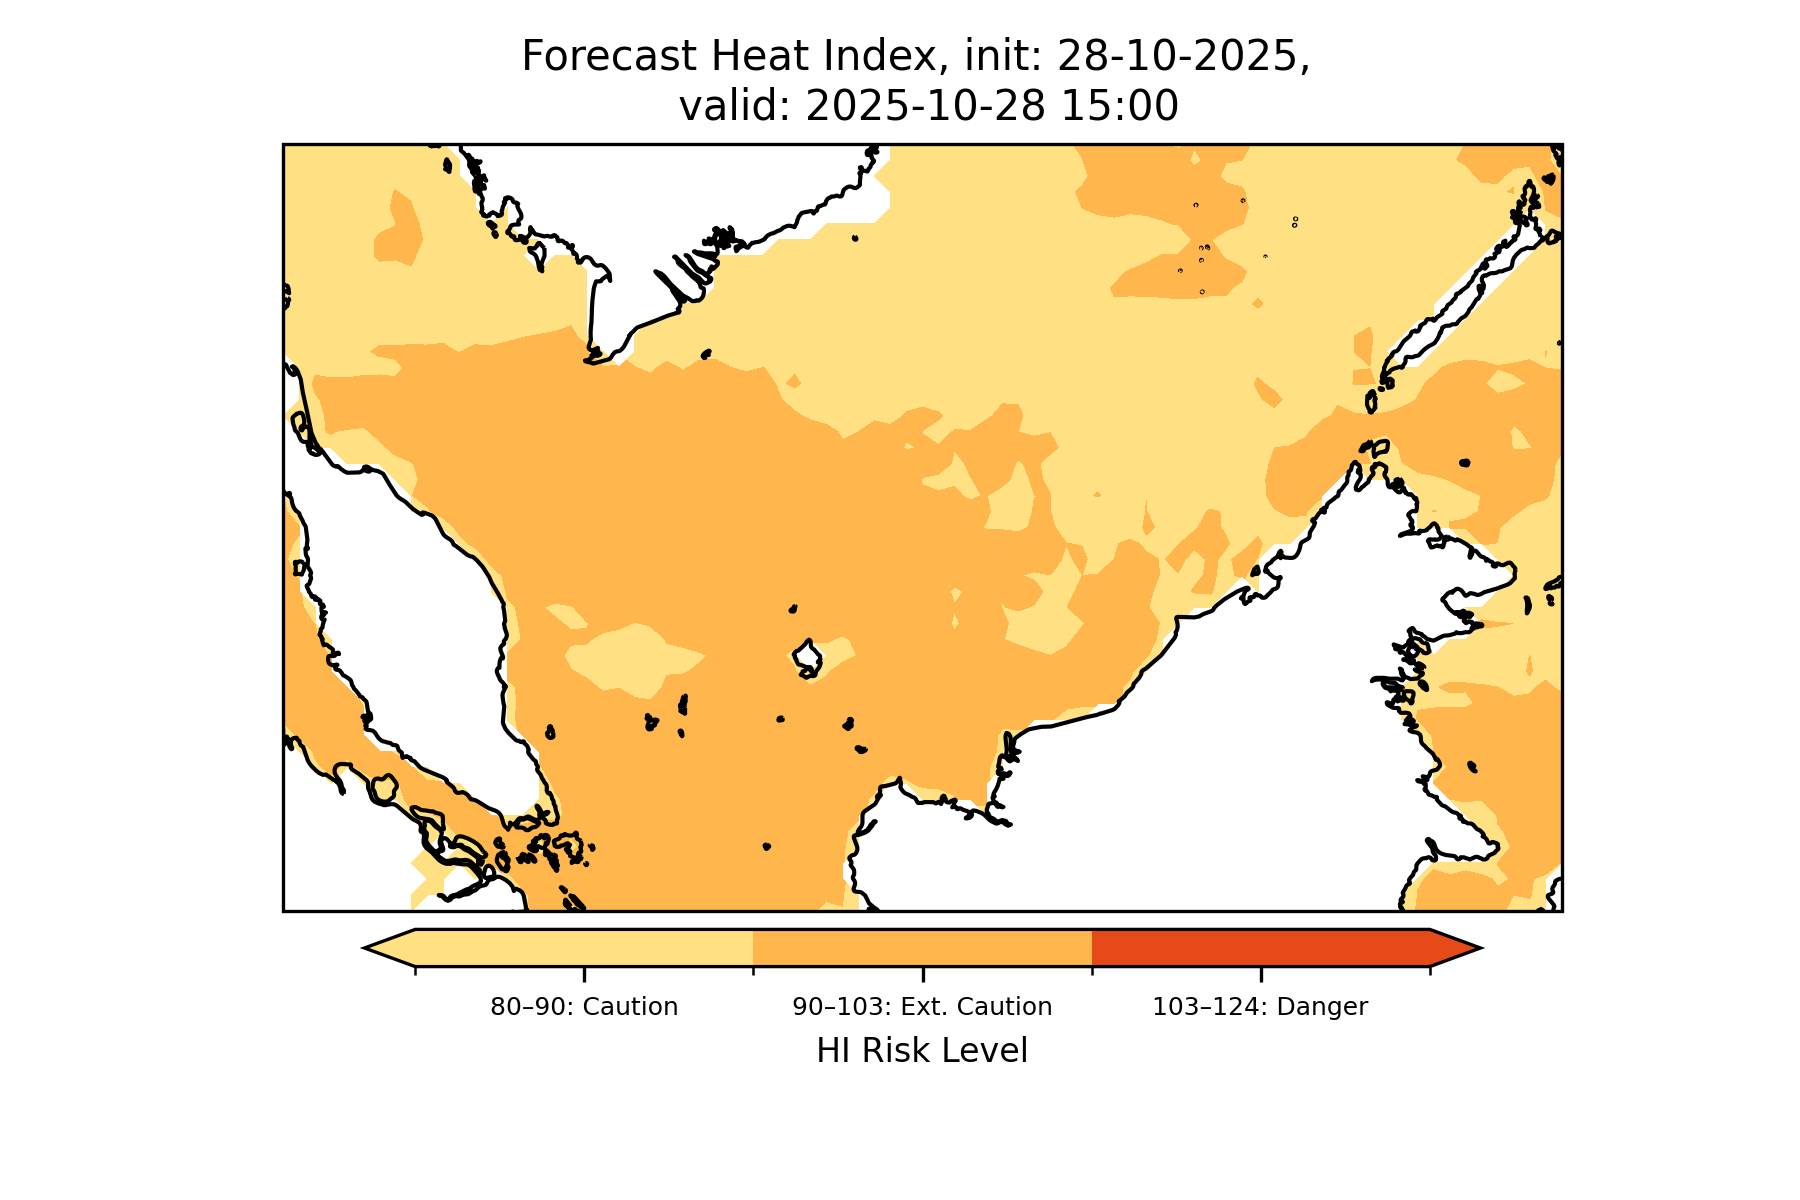 Forecast Heat Index, init: 28-10-2025,
valid: 2025-10-28 15:00
80–90: Caution
90–103: Ext. Caution
103–124: Danger
HI Risk Level